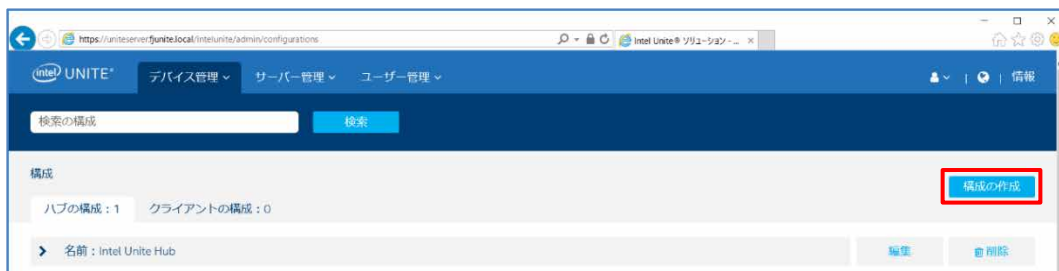 https://uniteserver.fjunite.local/intelunite/admin/configurations
Intel Unite® ソリューション - ...
intel UNITE® デバイス管理 サーバー管理 ユーザー管理 情報
検索の構成 検索
構成
構成の作成
ハブの構成：1 クライアントの構成：0
名前：Intel Unite Hub 編集 削除